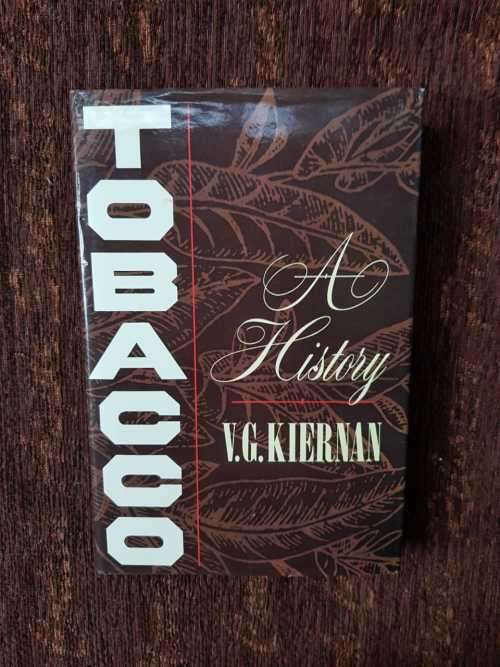 TOBACCO
A
History
V.G. KIERNAN